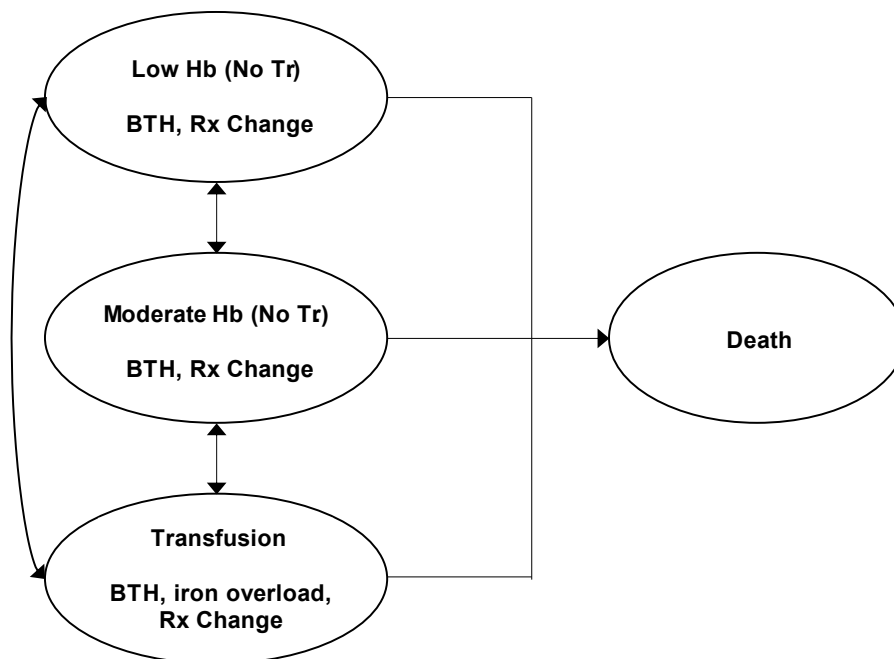 Low Hb (No Tr)
BTH, Rx Change
Moderate Hb (No Tr)
BTH, Rx Change
Death
Transfusion
BTH, iron overload,
Rx Change